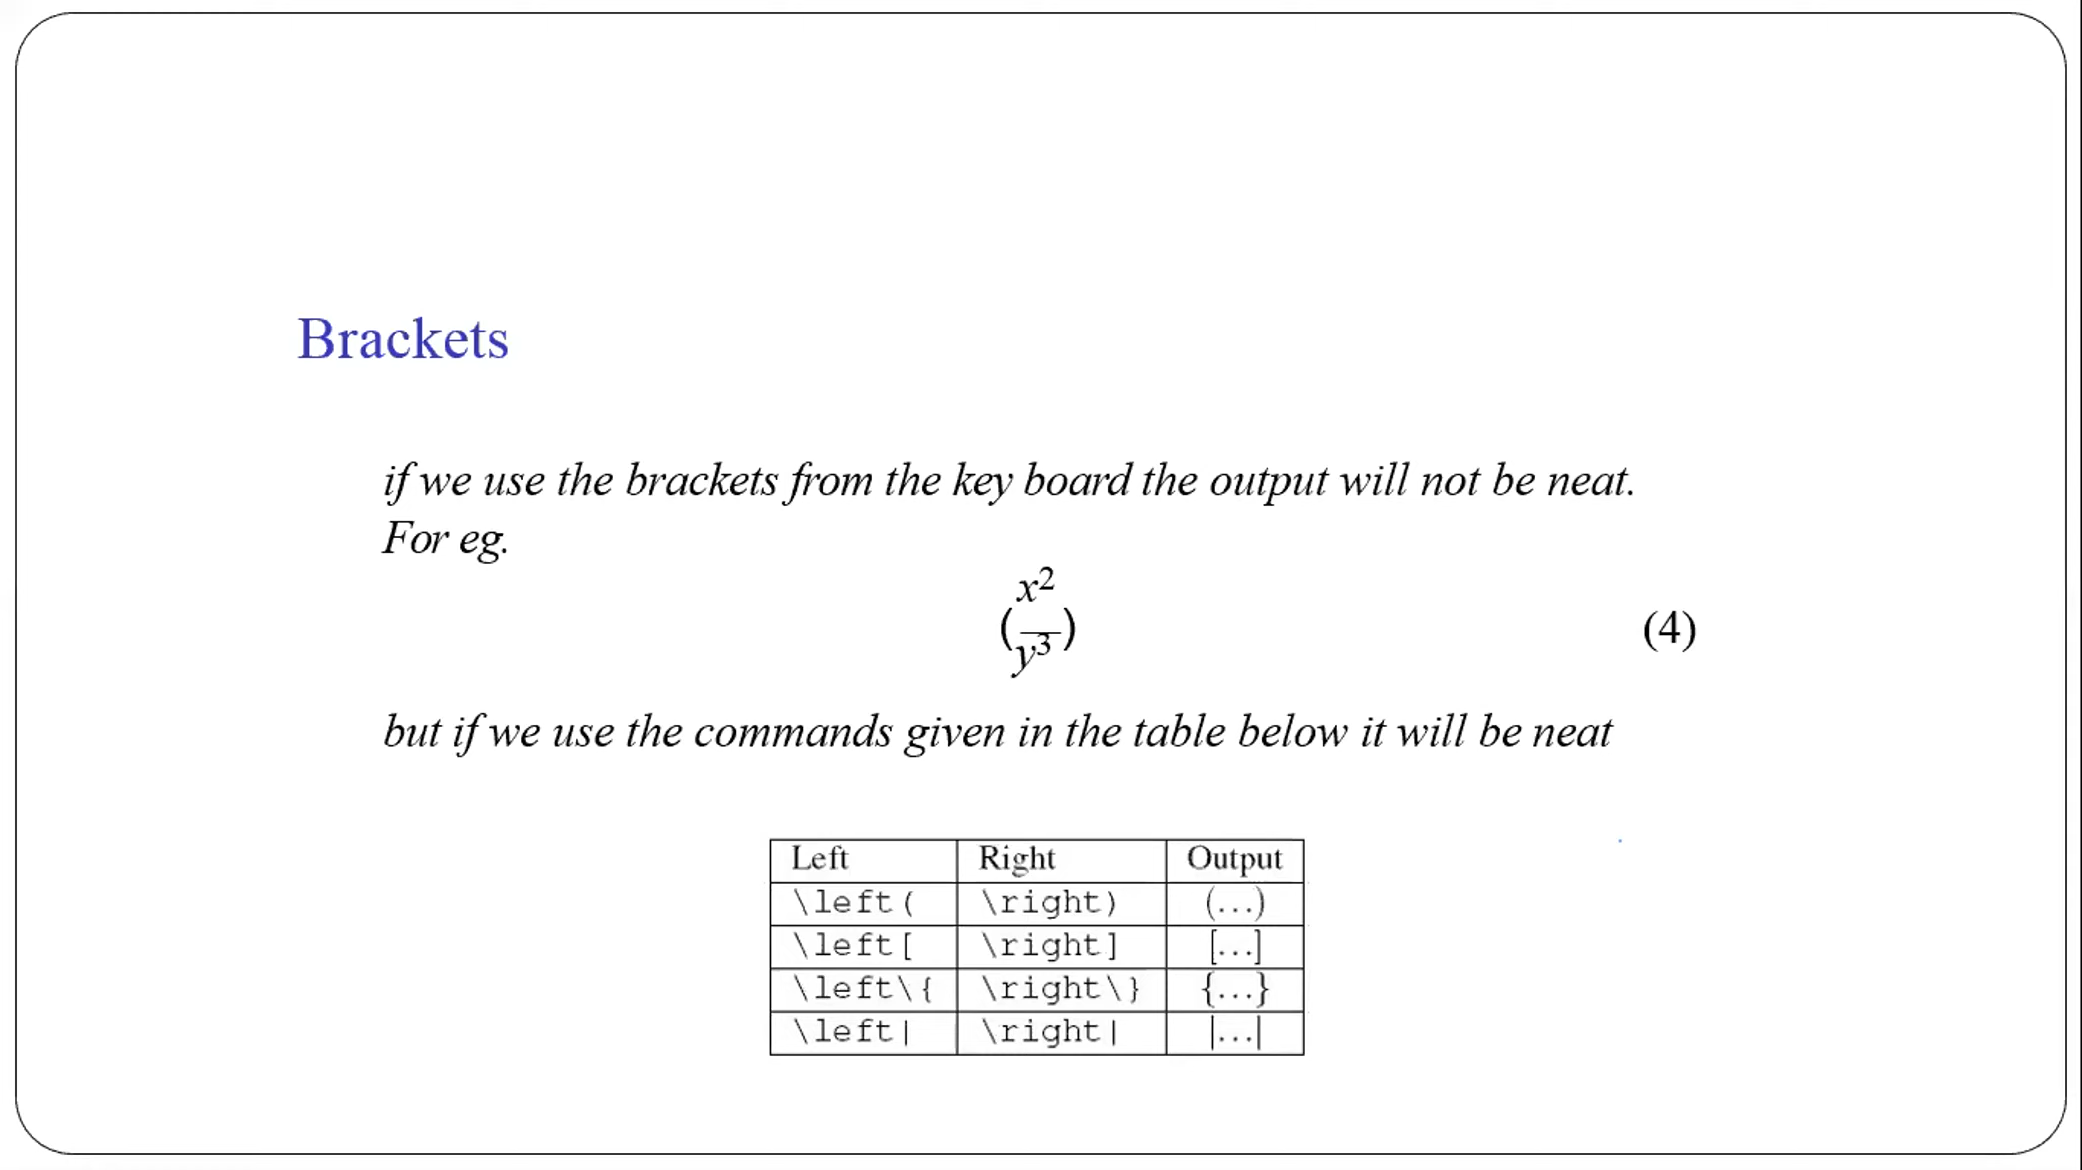 Brackets
if we use the brackets from the key board the output will not be neat.
For eg.
(x²/y³) (4)
but if we use the commands given in the table below it will be neat
Left Right Output
\left( \right) (...)
\left[ \right] [...]
\left\{ \right\} {...}
\left| \right| |...|